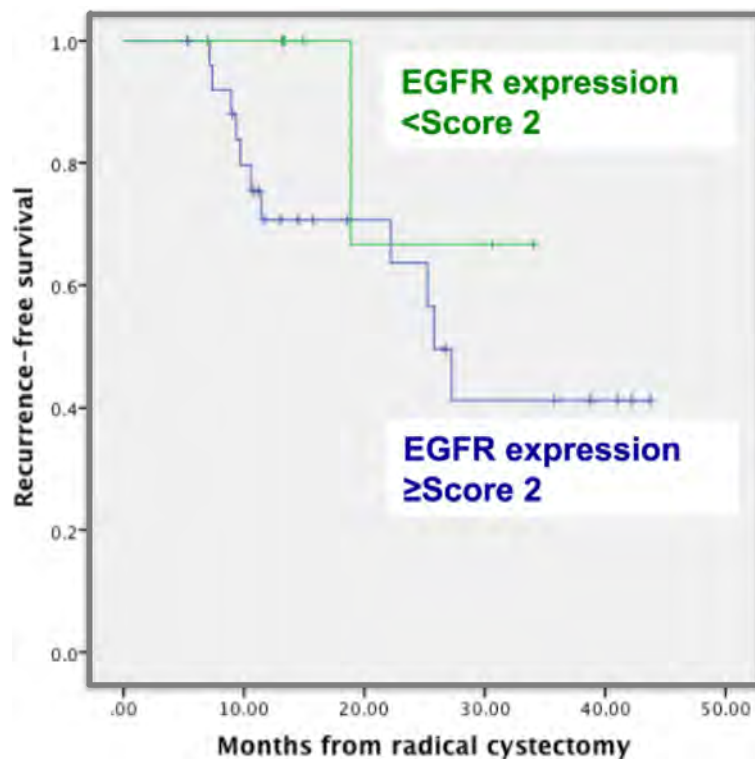 1.0
0.8
0.6
0.4
0.2
0.0
Recurrence-free survival
EGFR expression
<Score 2
EGFR expression
≥Score 2
.00 10.00 20.00 30.00 40.00 50.00
Months from radical cystectomy